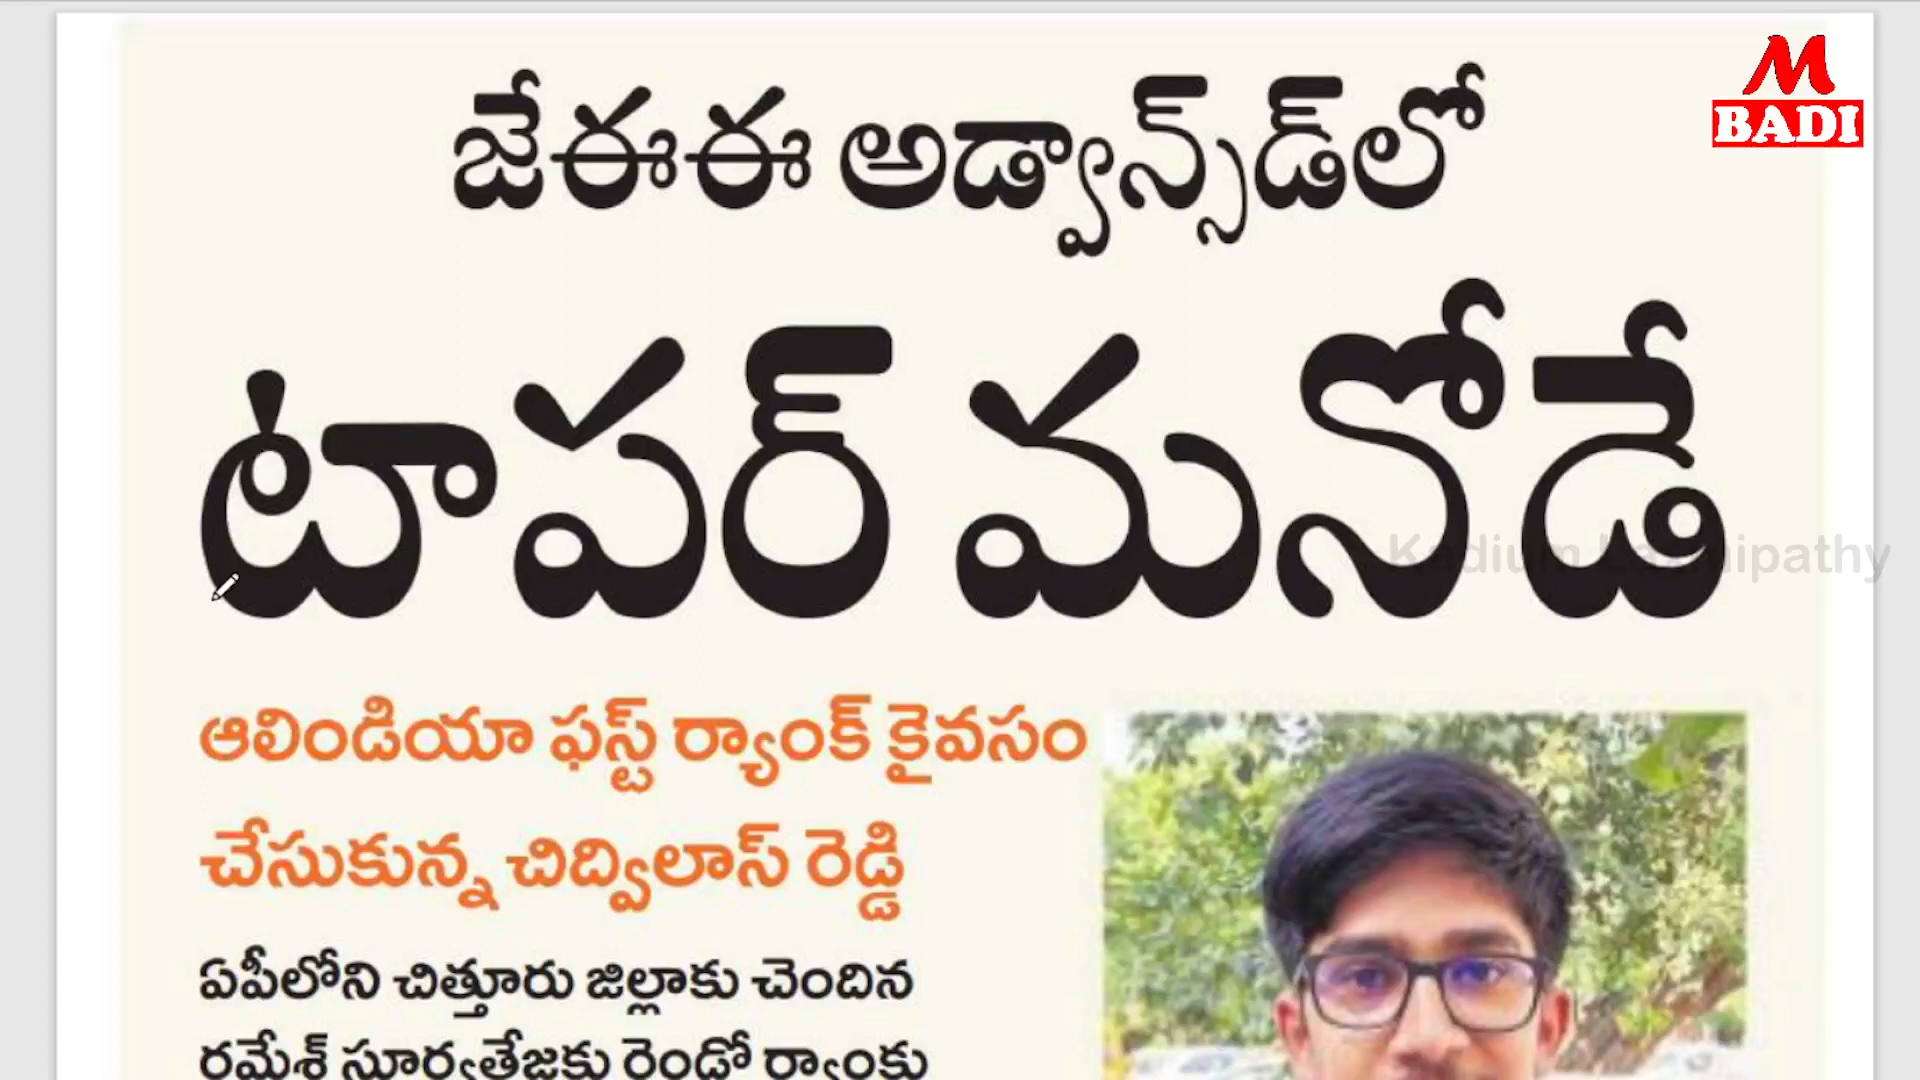 M
BADI
జేఈఈ అడ్వాన్స్‌డ్‌లో
టాపర్ మనోడే
ఆలిండియా ఫస్ట్ ర్యాంక్ కైవసం
చేసుకున్న చిద్విలాస్ రెడ్డి
ఏపీలోని చిత్తూరు జిల్లాకు చెందిన
రమేశ్ సూర్యతేజకు రెండో ర్యాంకు